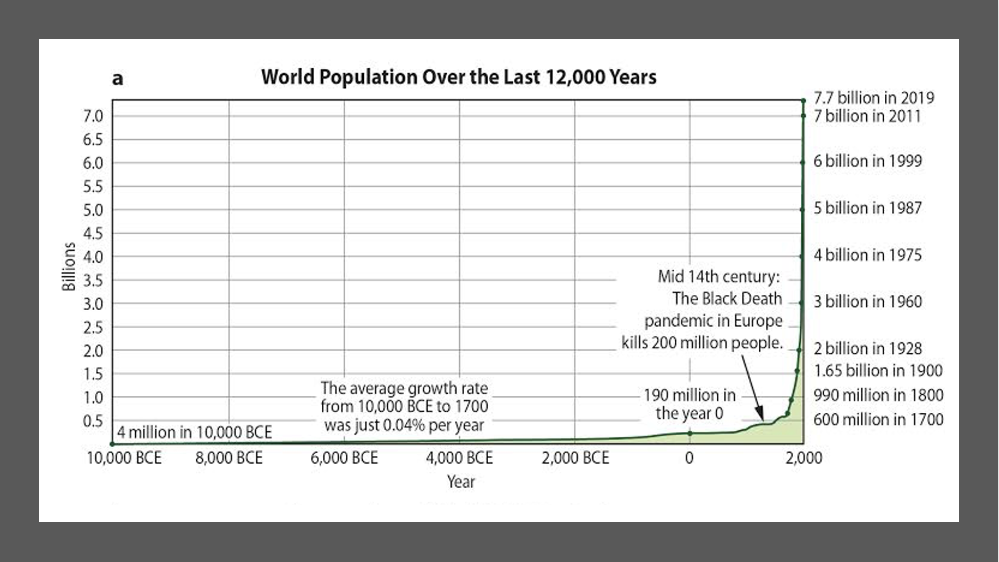 a
World Population Over the Last 12,000 Years
7.7 billion in 2019
7.0
7 billion in 2011
6.5
6.0
6 billion in 1999
5.5
5.0
5 billion in 1987
4.5
Billions
4.0
4 billion in 1975
3.5
3.0
3 billion in 1960
2.5
2.0
2 billion in 1928
1.5
1.65 billion in 1900
1.0
990 million in 1800
0.5
600 million in 1700
Mid 14th century:
The Black Death
pandemic in Europe
kills 200 million people.
The average growth rate
from 10,000 BCE to 1700
was just 0.04% per year
190 million in
the year 0
4 million in 10,000 BCE
10,000 BCE
8,000 BCE
6,000 BCE
4,000 BCE
2,000 BCE
0
2,000
Year